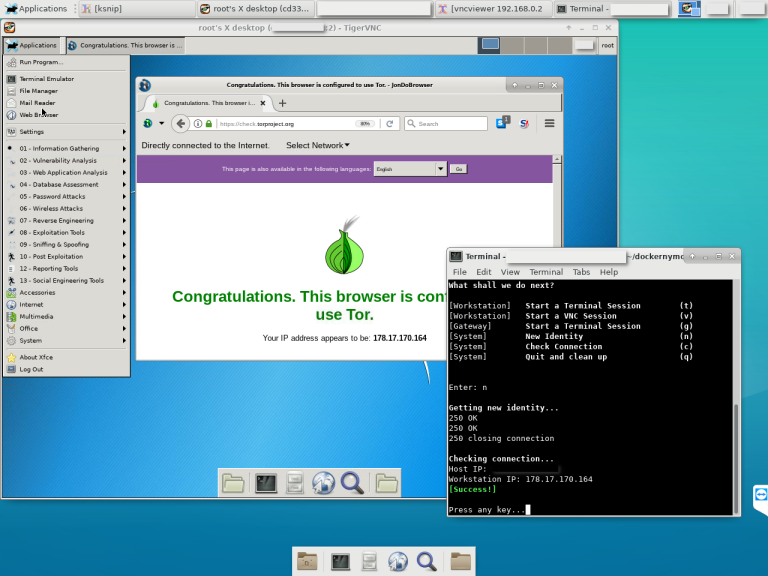 Applications
[ksnip]
root's X desktop (cd33...
[vncviewer 192.168.0.2
Terminal -
root's X desktop ( 2) - TigerVNC
Applications
Congratulations. This browser is ...
root
Run Program...
Terminal Emulator
File Manager
Mail Reader
Web Browser
Settings
01 - Information Gathering
02 - Vulnerability Analysis
03 - Web Application Analysis
04 - Database Assessment
05 - Password Attacks
06 - Wireless Attacks
07 - Reverse Engineering
08 - Exploitation Tools
09 - Sniffing & Spoofing
10 - Post Exploitation
12 - Reporting Tools
13 - Social Engineering Tools
Accessories
Internet
Multimedia
Office
System
About Xfce
Log Out
Congratulations. This browser is configured to use Tor. - JonDoBrowser
Congratulations. This browser i...
https://check.torproject.org
80%
Search
Directly connected to the Internet.
Select Network
This page is also available in the following languages:
English
Go
Congratulations. This browser is con
use Tor.
Your IP address appears to be: 178.17.170.164
Terminal - ~/dockernymo
File Edit View Terminal Tabs Help
What shall we do next?
[Workstation] Start a Terminal Session (t)
[Workstation] Start a VNC Session (v)
[Gateway] Start a Terminal Session (g)
[System] New Identity (n)
[System] Check Connection (c)
[System] Quit and clean up (q)
Enter: n
Getting new identity...
250 OK
250 OK
250 closing connection
Checking connection...
Host IP:
Workstation IP: 178.17.170.164
[Success!]
Press any key...